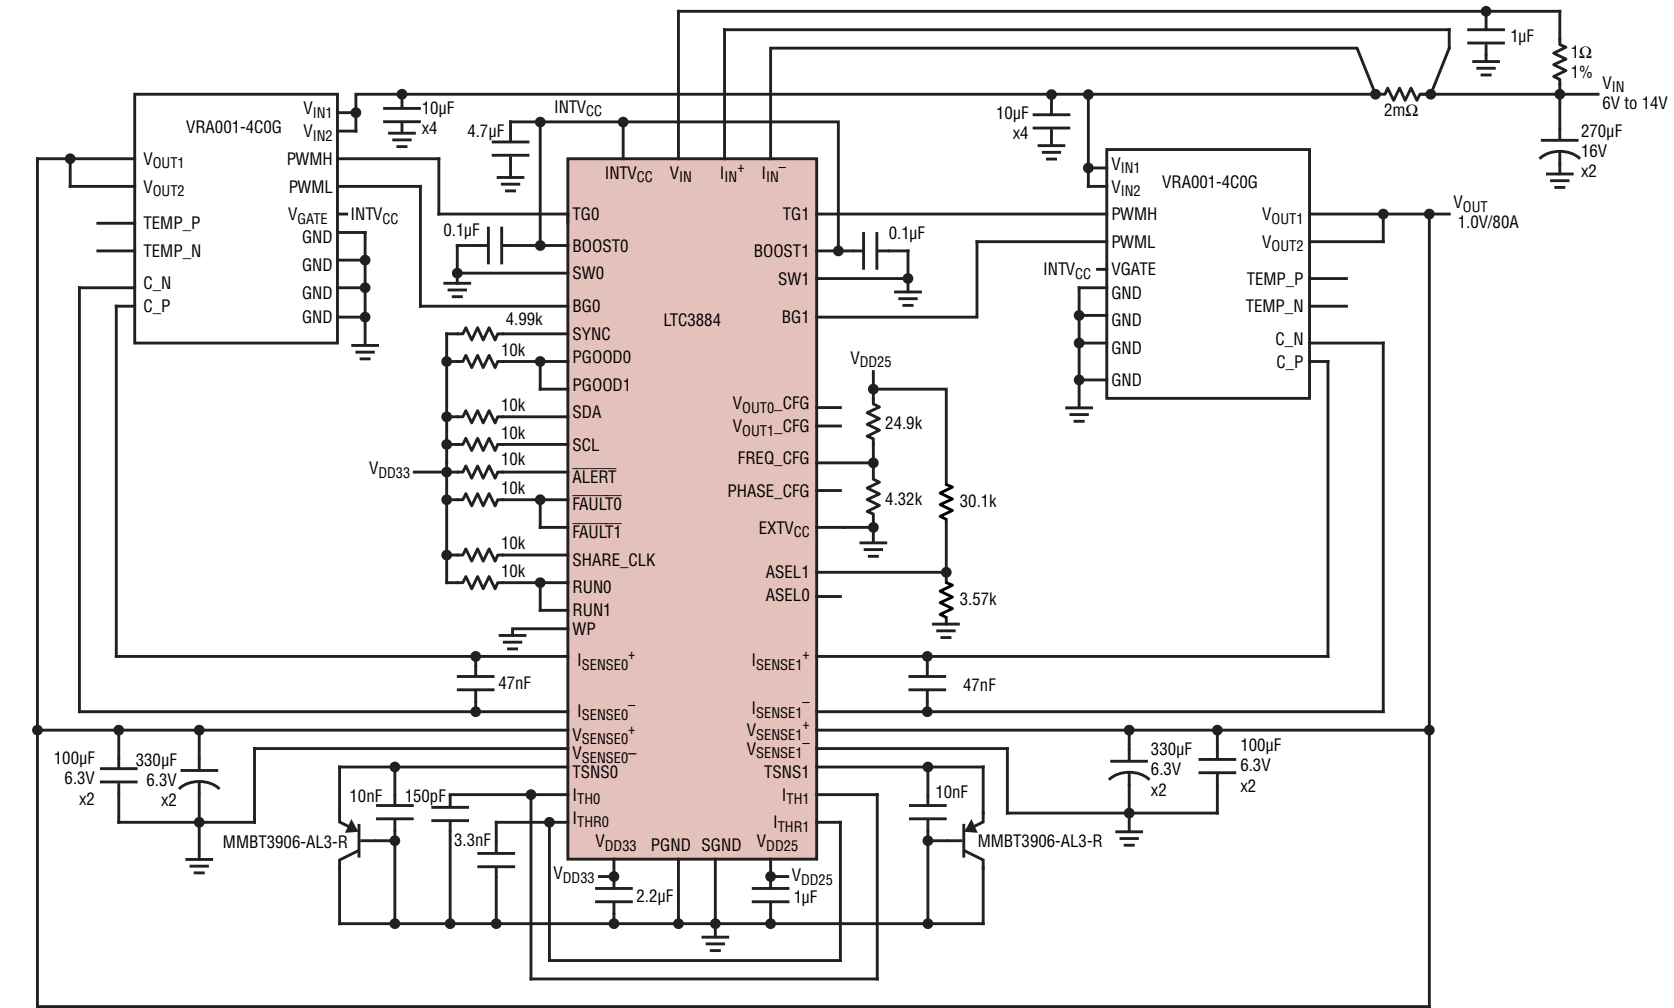 1µF
1Ω
1%
VIN
6V to 14V
2mΩ
270µF
16V
x2
10µF
x4
10µF
x4
INTVCC
4.7µF
VRA001-4C0G
VIN1
VIN2
VOUT1
VOUT2
TEMP_P
TEMP_N
C_N
C_P
PWMH
PWML
VGATE
INTVCC
GND
GND
GND
GND
0.1µF
INTVCC
VIN
IIN+
IIN–
TG0
BOOST0
SW0
BG0
SYNC
PGOOD0
PGOOD1
SDA
SCL
ALERT
FAULT0
FAULT1
SHARE_CLK
RUN0
RUN1
WP
ISENSE0+
ISENSE0–
VSENSE0+
VSENSE0–
TSNS0
ITH0
ITHR0
VDD33
PGND
SGND
VDD25
LTC3884
TG1
BOOST1
SW1
BG1
VOUT0_CFG
VOUT1_CFG
FREQ_CFG
PHASE_CFG
EXTVCC
ASEL1
ASEL0
ISENSE1+
ISENSE1–
VSENSE1+
VSENSE1–
TSNS1
ITH1
ITHR1
4.99k
10k
10k
10k
10k
10k
10k
10k
VDD33
0.1µF
VRA001-4C0G
VIN1
VIN2
PWMH
PWML
INTVCC
VGATE
GND
GND
GND
GND
VOUT1
VOUT2
TEMP_P
TEMP_N
C_N
C_P
VOUT
1.0V/80A
VDD25
24.9k
4.32k
30.1k
3.57k
47nF
47nF
100µF
6.3V
x2
330µF
6.3V
x2
10nF
150pF
3.3nF
MMBT3906-AL3-R
VDD33
2.2µF
VDD25
1µF
10nF
MMBT3906-AL3-R
330µF
6.3V
x2
100µF
6.3V
x2